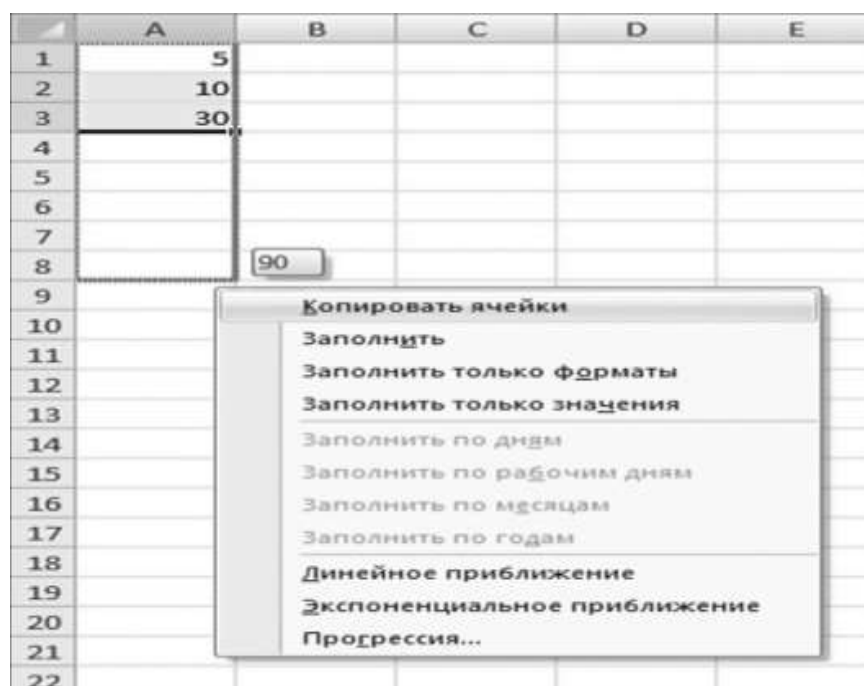 A B C D E
1 5
2 10
3 30
4
5
6
7
8 90
9
Копировать ячейки
10
Заполнить
11
Заполнить только форматы
12
Заполнить только значения
13
14
Заполнить по дням
15
Заполнить по рабочим дням
16
Заполнить по месяцам
17
Заполнить по годам
18
Линейное приближение
19
Экспоненциальное приближение
20
Прогрессия...
21
22